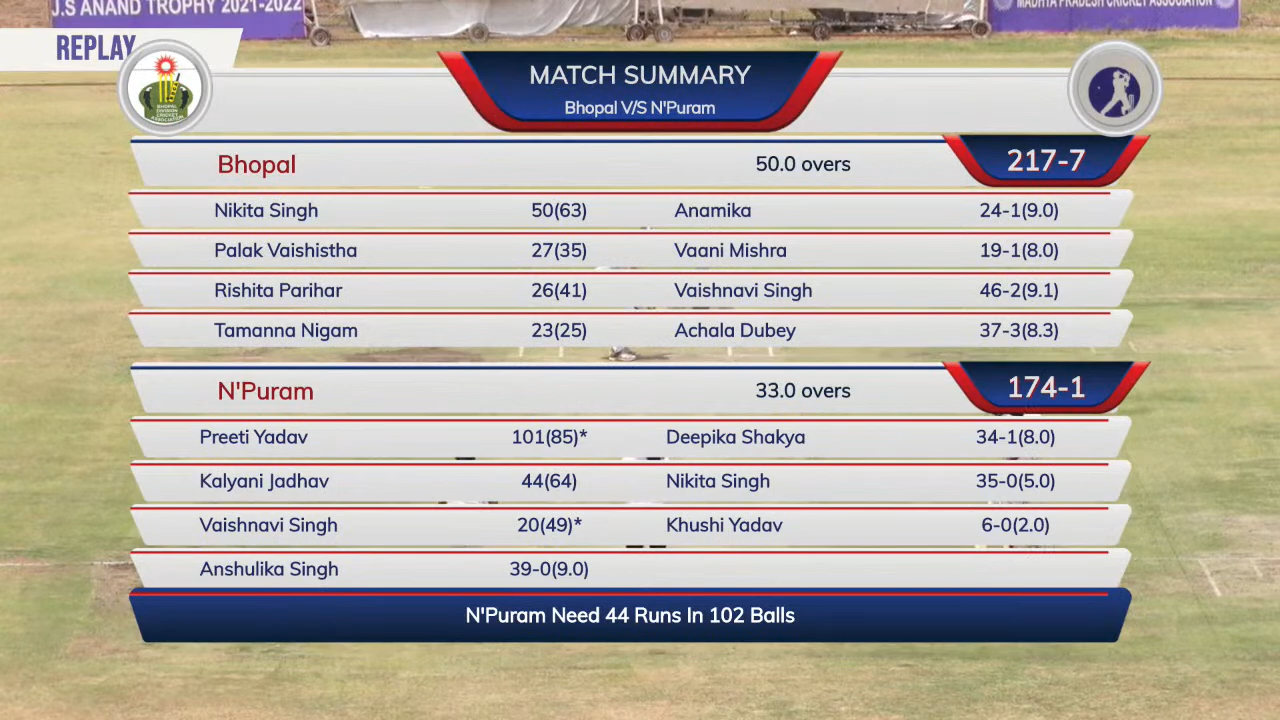 J.S ANAND TROPHY 2021-2022
MADHYA PRADESH CRICKET ASSOCIATION
REPLAY
BHOPAL DIVISION CRICKET ASSOCIATION
MATCH SUMMARY
Bhopal V/S N'Puram
Bhopal 50.0 overs 217-7
Nikita Singh 50(63) Anamika 24-1(9.0)
Palak Vaishistha 27(35) Vaani Mishra 19-1(8.0)
Rishita Parihar 26(41) Vaishnavi Singh 46-2(9.1)
Tamanna Nigam 23(25) Achala Dubey 37-3(8.3)
N'Puram 33.0 overs 174-1
Preeti Yadav 101(85)* Deepika Shakya 34-1(8.0)
Kalyani Jadhav 44(64) Nikita Singh 35-0(5.0)
Vaishnavi Singh 20(49)* Khushi Yadav 6-0(2.0)
Anshulika Singh 39-0(9.0)
N'Puram Need 44 Runs In 102 Balls